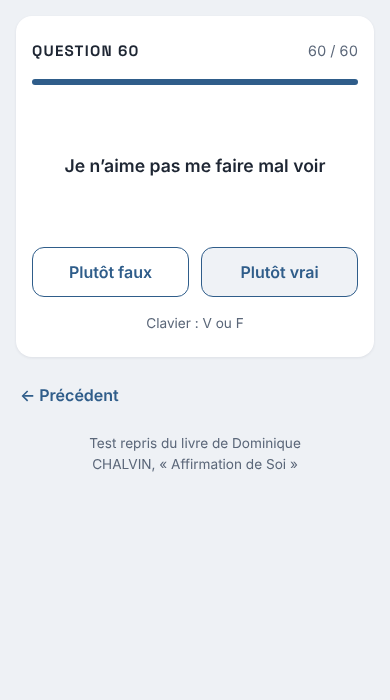 QUESTION 60
60 / 60
Je n’aime pas me faire mal voir
Plutôt faux
Plutôt vrai
Clavier : V ou F
← Précédent
Test repris du livre de Dominique
CHALVIN, « Affirmation de Soi »